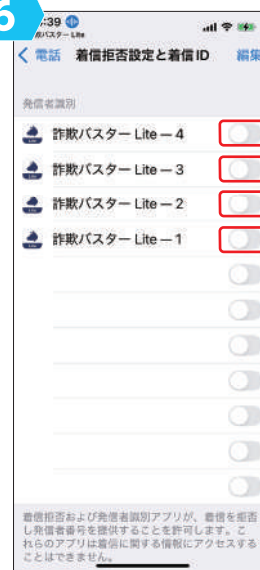 6
:39
詐欺バスター Lite
電話 着信拒否設定と着信ID 編集
発信者識別
詐欺バスター Lite — 4
詐欺バスター Lite — 3
詐欺バスター Lite — 2
詐欺バスター Lite — 1
着信拒否および発信者識別アプリが、着信を拒否
し発信者番号を提供することを許可します。こ
れらのアプリは着信に関する情報にアクセスする
ことはできません。